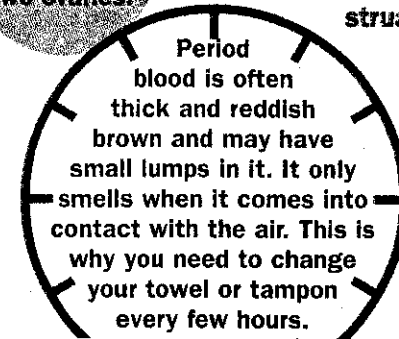 strua
Period
blood is often
thick and reddish
brown and may have
small lumps in it. It only
smells when it comes into
contact with the air. This is
why you need to change
your towel or tampon
every few hours.